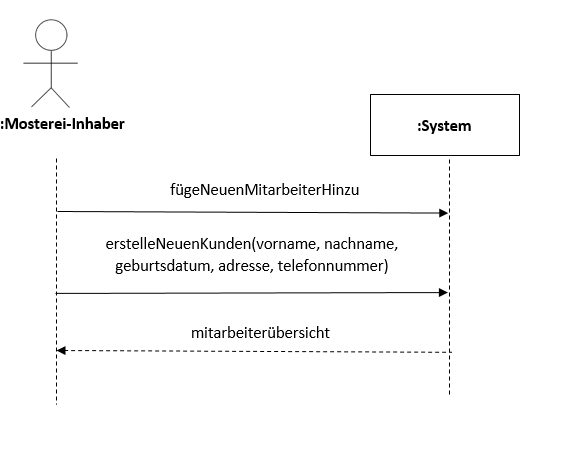 :Mosterei-Inhaber
:System
fügeNeuenMitarbeiterHinzu
erstelleNeuenKunden(vorname, nachname,
geburtsdatum, adresse, telefonnummer)
mitarbeiterübersicht